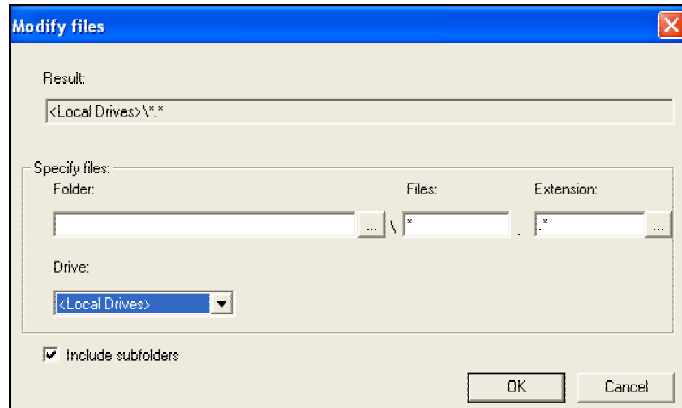 Modify files
Result:
<Local Drives>\*.*
Specify files:
Folder: Files: Extension:
... \ * . .* ...
Drive:
<Local Drives>
Include subfolders
OK Cancel